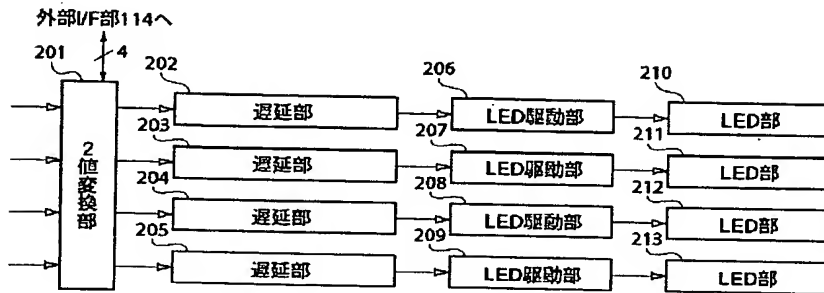 外部I/F部114へ
201
4
2値変換部
202
遅延部
206
LED駆動部
210
LED部
203
遅延部
207
LED駆動部
211
LED部
204
遅延部
208
LED駆動部
212
LED部
205
遅延部
209
LED駆動部
213
LED部